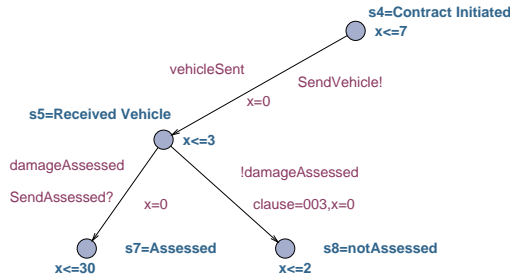 s4=Contract Initiated
x<=7
vehicleSent
SendVehicle!
x=0
s5=Received Vehicle
x<=3
damageAssessed
!damageAssessed
SendAssessed?
x=0
clause=003,x=0
s7=Assessed
s8=notAssessed
x<=30
x<=2